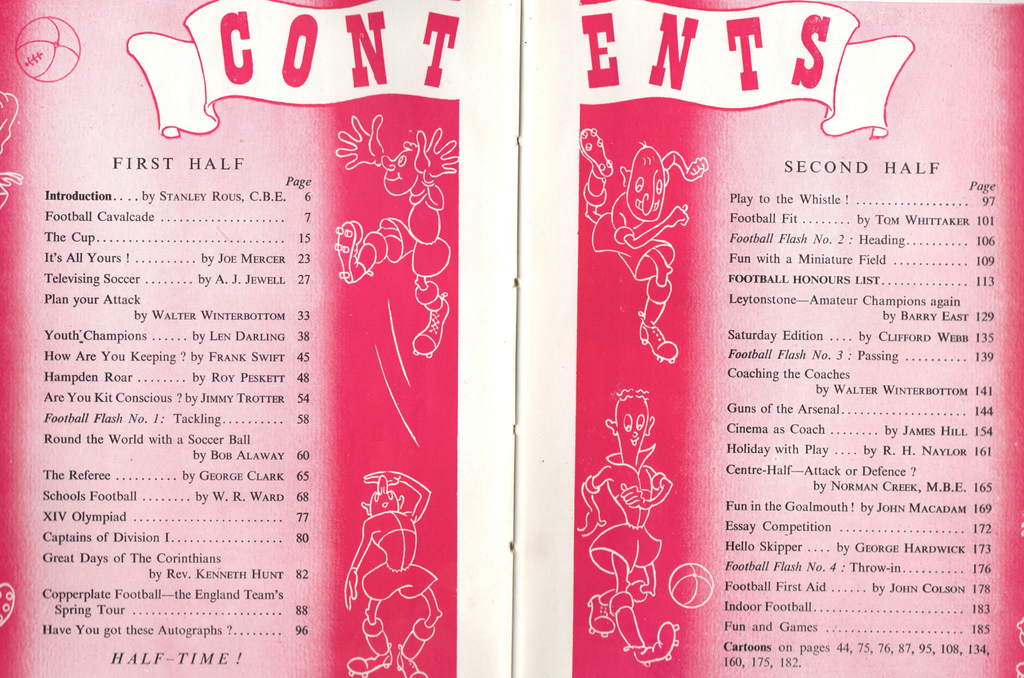 CONTENTS
FIRST HALF
Page
Introduction.... by STANLEY ROUS, C.B.E. 6
Football Cavalcade .................... 7
The Cup.............................. 15
It's All Yours ! .......... by JOE MERCER 23
Televising Soccer ........ by A. J. JEWELL 27
Plan your Attack
by WALTER WINTERBOTTOM 33
Youth Champions ...... by LEN DARLING 38
How Are You Keeping ? by FRANK SWIFT 45
Hampden Roar ........ by ROY PESKETT 48
Are You Kit Conscious ? by JIMMY TROTTER 54
Football Flash No. 1: Tackling.......... 58
Round the World with a Soccer Ball
by BOB ALAWAY 60
The Referee .......... by GEORGE CLARK 65
Schools Football ........ by W. R. WARD 68
XIV Olympiad ........................ 77
Captains of Division I.................. 80
Great Days of The Corinthians
by Rev. KENNETH HUNT 82
Copperplate Football—the England Team's
Spring Tour ........................ 88
Have You got these Autographs ?........ 96
HALF-TIME !
SECOND HALF
Page
Play to the Whistle ! .................. 97
Football Fit ........ by TOM WHITTAKER 101
Football Flash No. 2 : Heading.......... 106
Fun with a Miniature Field ............ 109
FOOTBALL HONOURS LIST.............. 113
Leytonstone—Amateur Champions again
by BARRY EAST 129
Saturday Edition .... by CLIFFORD WEBB 135
Football Flash No. 3 : Passing .......... 139
Coaching the Coaches
by WALTER WINTERBOTTOM 141
Guns of the Arsenal.................... 144
Cinema as Coach ........ by JAMES HILL 154
Holiday with Play .... by R. H. NAYLOR 161
Centre-Half—Attack or Defence ?
by NORMAN CREEK, M.B.E. 165
Fun in the Goalmouth ! by JOHN MACADAM 169
Essay Competition .................... 172
Hello Skipper .... by GEORGE HARDWICK 173
Football Flash No. 4 : Throw-in.......... 176
Football First Aid ...... by JOHN COLSON 178
Indoor Football........................ 183
Fun and Games ...................... 185
Cartoons on pages 44, 75, 76, 87, 95, 108, 134,
160, 175, 182.